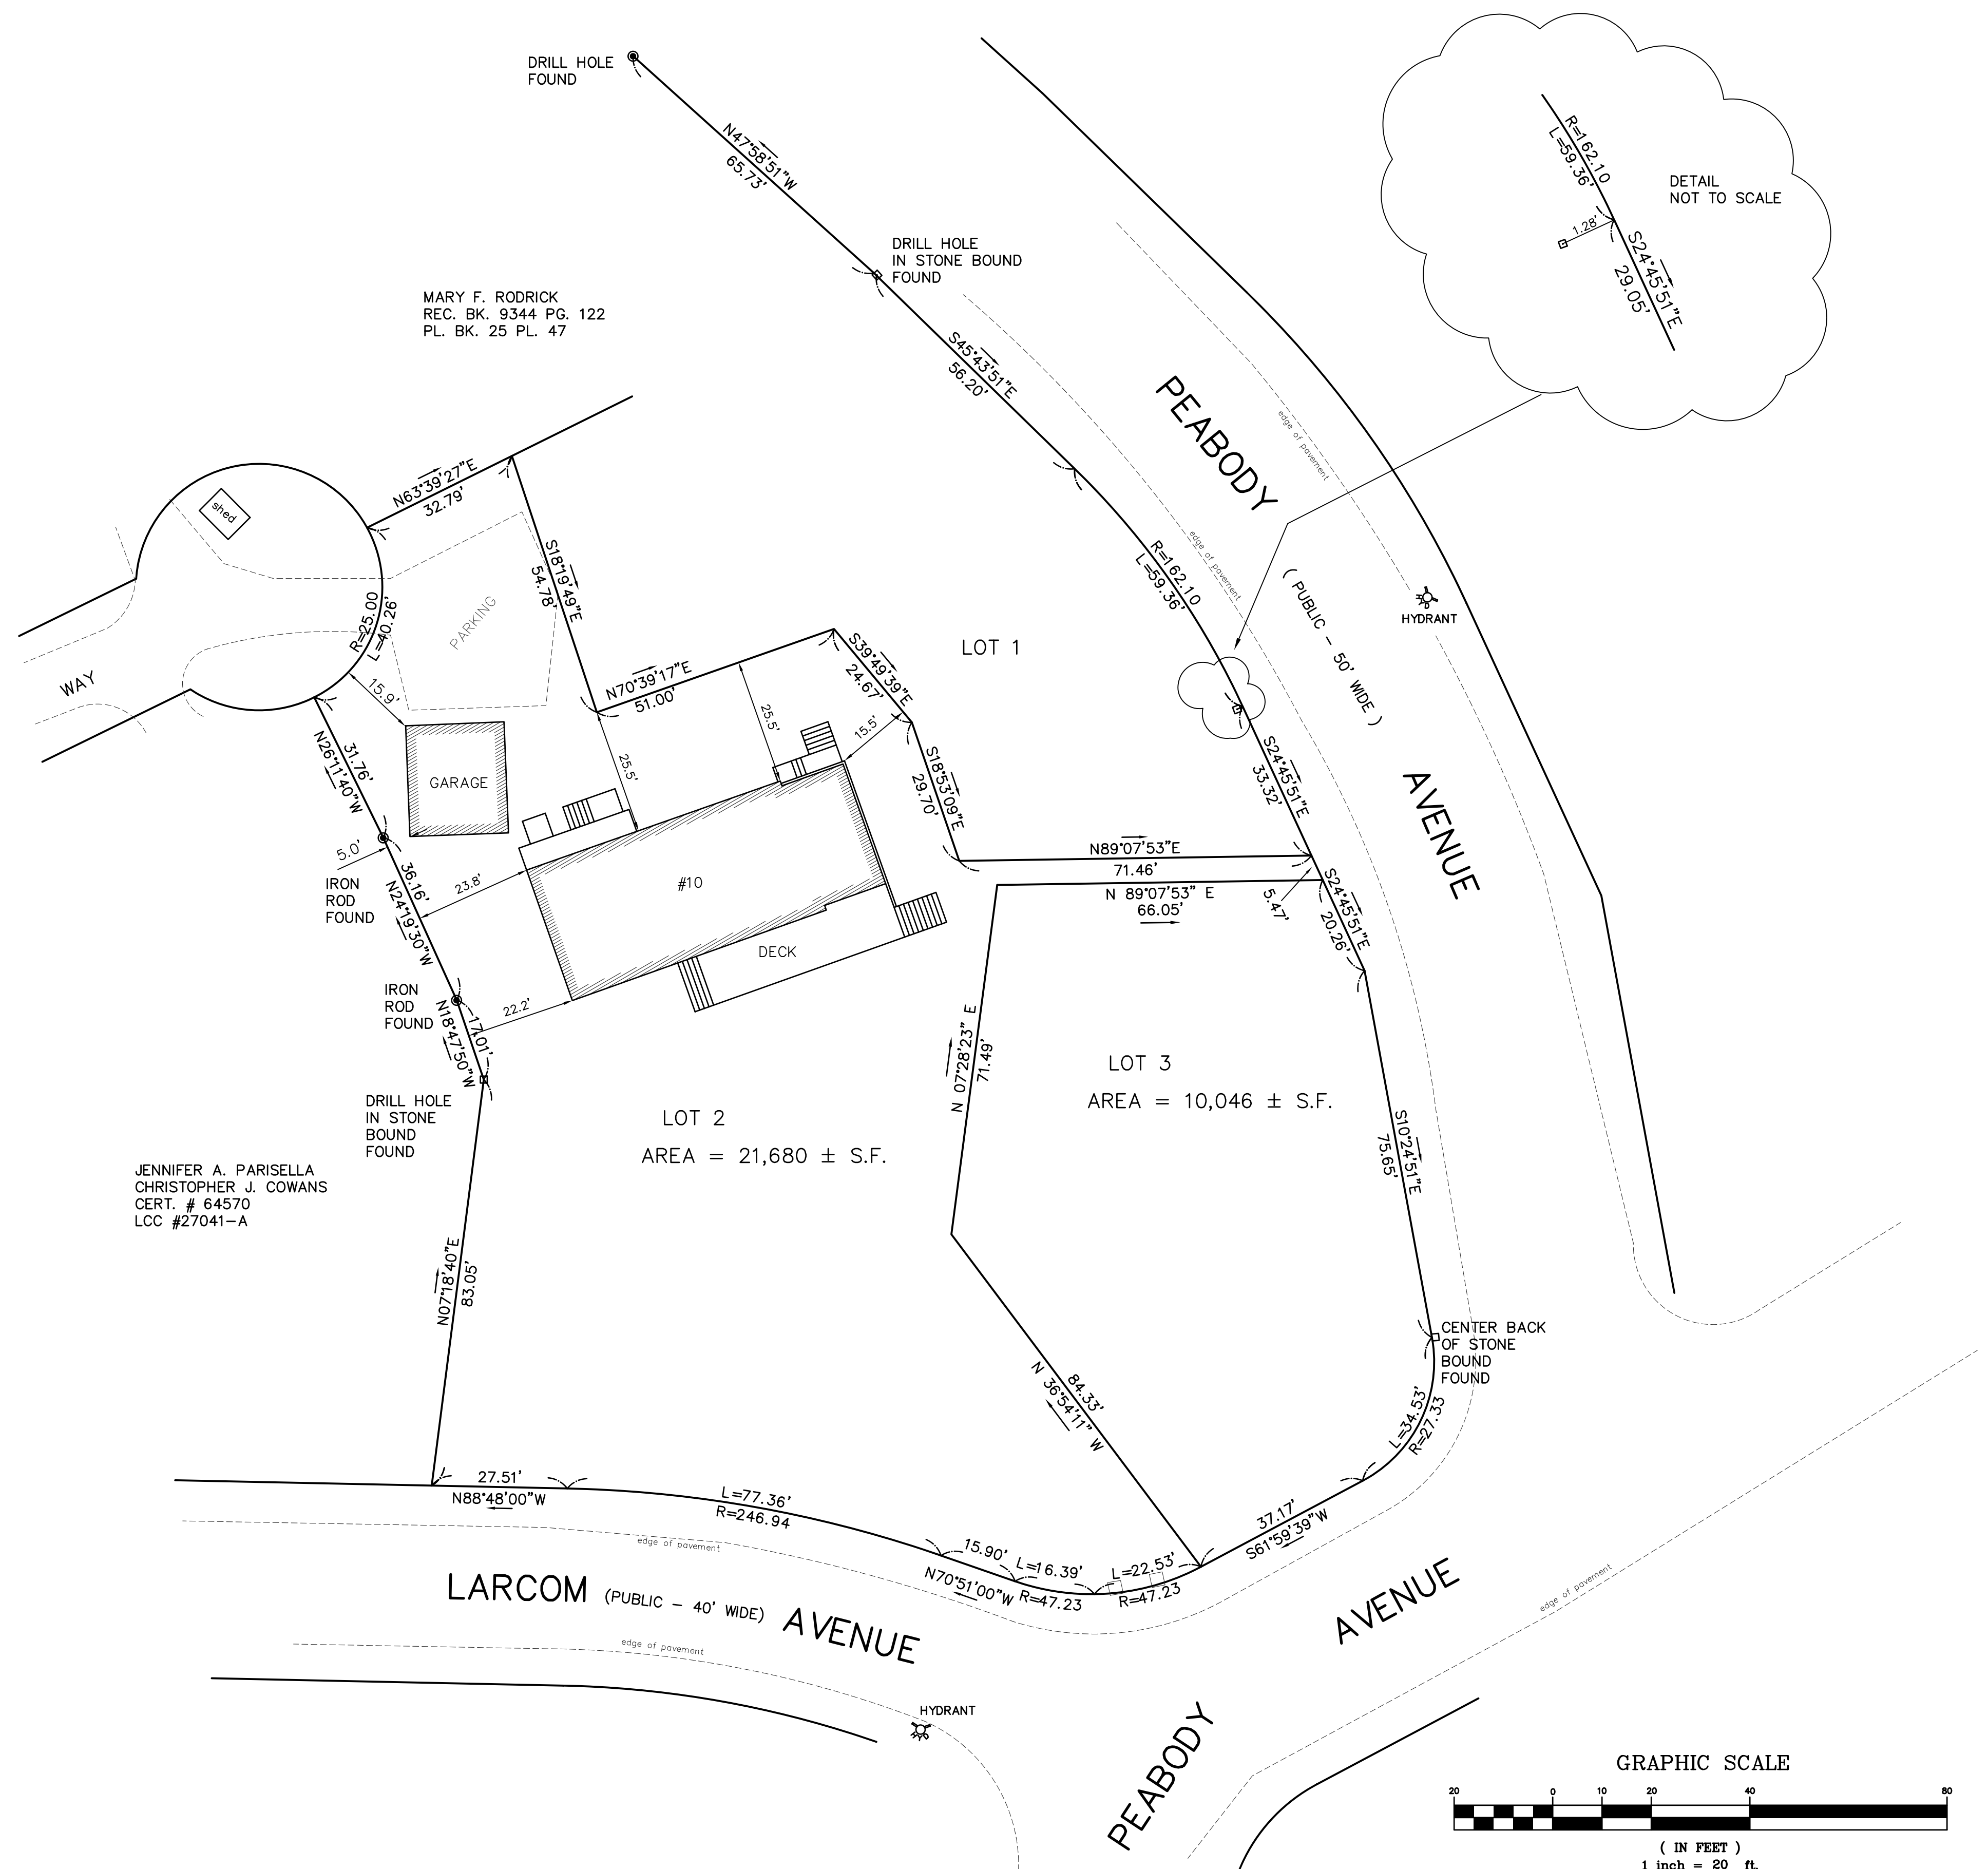 DRILL HOLE
FOUND
N47°58'51"W
65.73'
DRILL HOLE
IN STONE BOUND
FOUND
R=162.10
L=59.36'
1.28'
S24°45'51"E
29.05'
DETAIL
NOT TO SCALE
MARY F. RODRICK
REC. BK. 9344 PG. 122
PL. BK. 25 PL. 47
S45°43'51"E
56.20'
PEABODY
edge of pavement
N63°39'27"E
32.79'
shed
S18°19'49"E
54.78'
PARKING
R=25.00
L=40.26'
WAY
R=162.10
L=59.36'
edge of pavement
( PUBLIC - 50' WIDE )
HYDRANT
LOT 1
N70°39'17"E
51.00'
S39°49'39"E
24.67'
15.9'
25.5'
25.5'
15.5'
31.76'
N26°11'40"W
GARAGE
S18°53'09"E
29.70'
S24°45'51"E
33.32'
AVENUE
5.0'
IRON
ROD
FOUND
36.16'
N24°19'30"W
23.8'
#10
N89°07'53"E
71.46'
N 89°07'53" E
66.05'
5.47'
S24°45'51"E
20.26'
DECK
IRON
ROD
FOUND
22.2'
17.01'
N18°47'50"W
DRILL HOLE
IN STONE
BOUND
FOUND
N 07°28'23" E
71.49'
LOT 3
AREA = 10,046 ± S.F.
LOT 2
AREA = 21,680 ± S.F.
S10°24'51"E
75.65'
JENNIFER A. PARISELLA
CHRISTOPHER J. COWANS
CERT. # 64570
LCC #27041-A
N07°18'40"E
83.05'
CENTER BACK
OF STONE
BOUND
FOUND
84.33'
N 36°54'11" W
L=34.53'
R=27.33
27.51'
N88°48'00"W
L=77.36'
R=246.94
15.90'
N70°51'00"W
L=16.39'
R=47.23
L=22.53'
R=47.23
37.17'
S61°59'39"W
edge of pavement
LARCOM (PUBLIC - 40' WIDE) AVENUE
edge of pavement
AVENUE
edge of pavement
HYDRANT
PEABODY
GRAPHIC SCALE
20 0 10 20 40 80
( IN FEET )
1 inch = 20 ft.